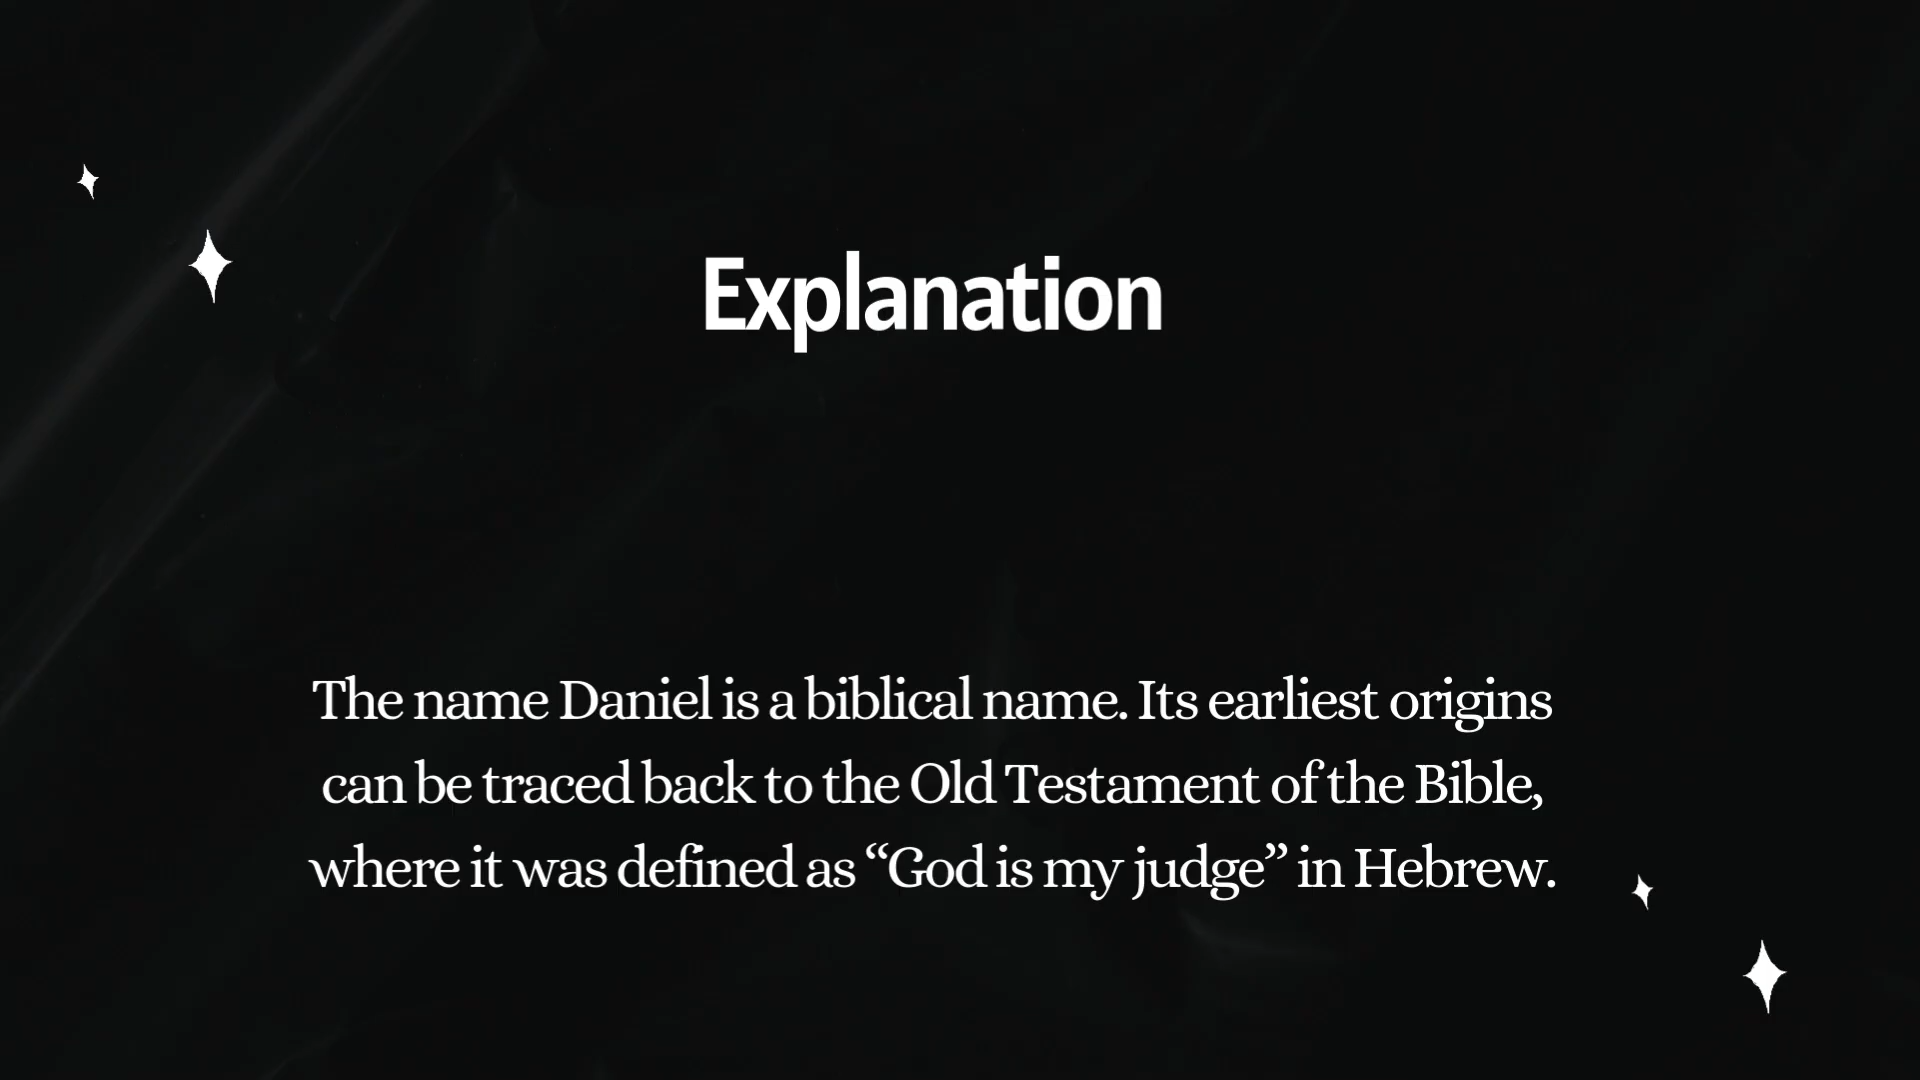 Explanation
The name Daniel is a biblical name. Its earliest origins
can be traced back to the Old Testament of the Bible,
where it was defined as “God is my judge” in Hebrew.